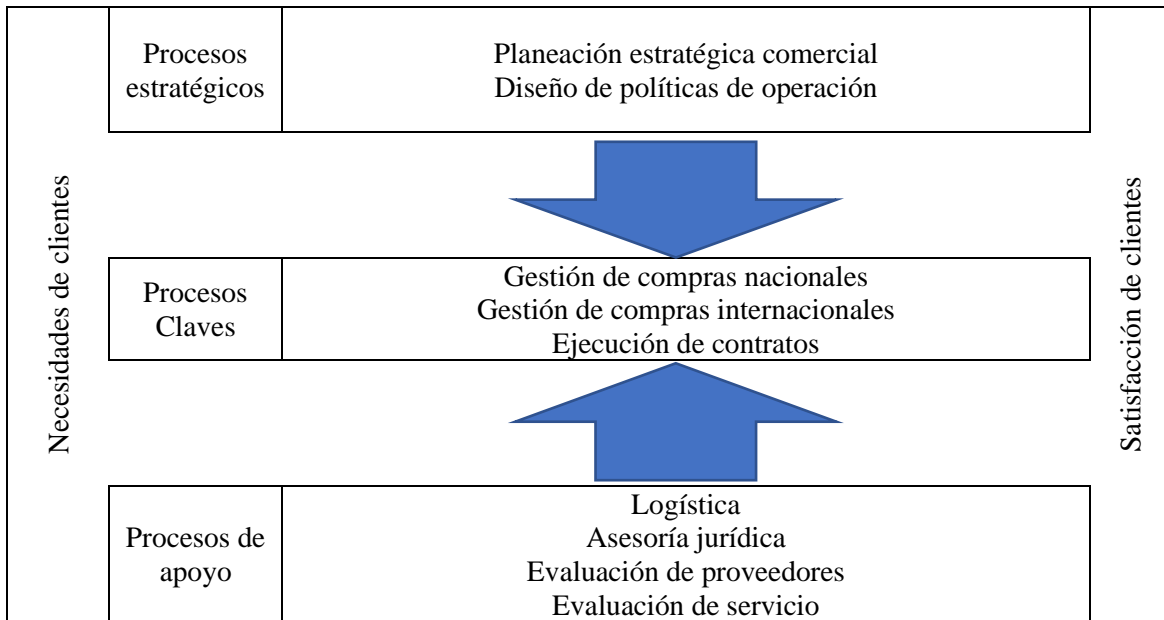 Necesidades de clientes
Procesos
estratégicos
Planeación estratégica comercial
Diseño de políticas de operación
Procesos
Claves
Gestión de compras nacionales
Gestión de compras internacionales
Ejecución de contratos
Procesos de
apoyo
Logística
Asesoría jurídica
Evaluación de proveedores
Evaluación de servicio
Satisfacción de clientes